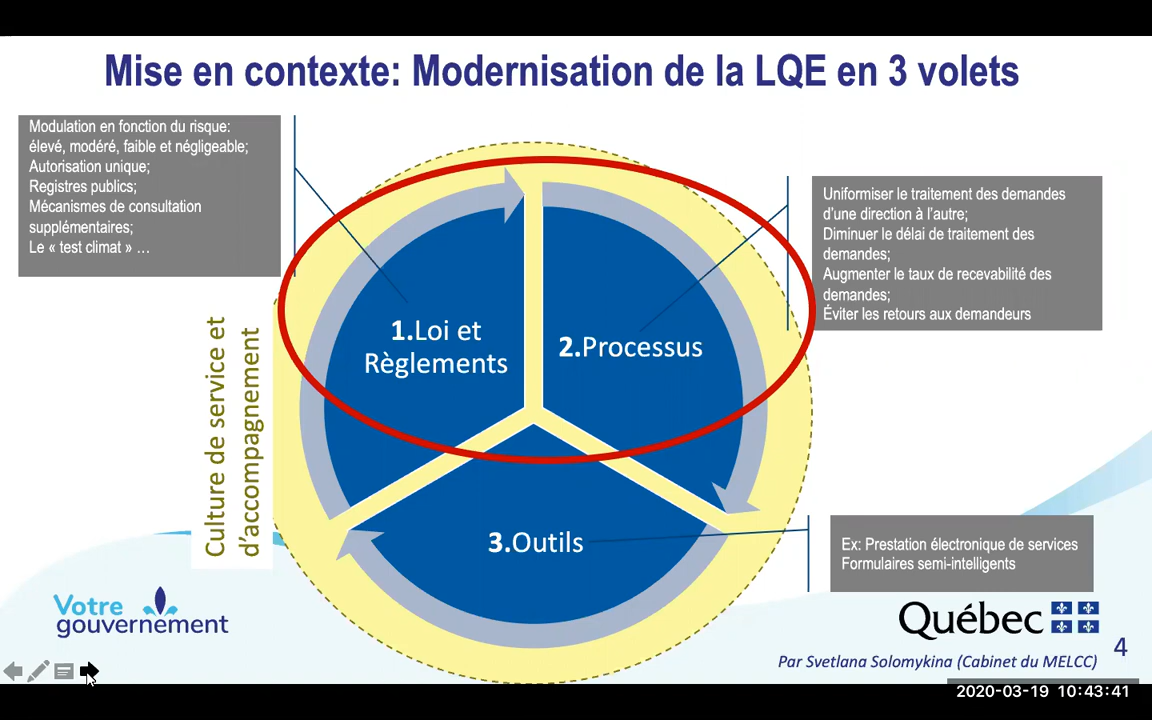 Mise en contexte: Modernisation de la LQE en 3 volets
Modulation en fonction du risque:
élevé, modéré, faible et négligeable;
Autorisation unique;
Registres publics;
Mécanismes de consultation
supplémentaires;
Le « test climat » …
Uniformiser le traitement des demandes
d'une direction à l'autre;
Diminuer le délai de traitement des
demandes;
Augmenter le taux de recevabilité des
demandes;
Éviter les retours aux demandeurs
1.Loi et
Règlements
2.Processus
Culture de service et
d'accompagnement
3.Outils
Ex: Prestation électronique de services
Formulaires semi-intelligents
Votre
gouvernement
Québec
4
Par Svetlana Solomykina (Cabinet du MELCC)
2020-03-19 10:43:41